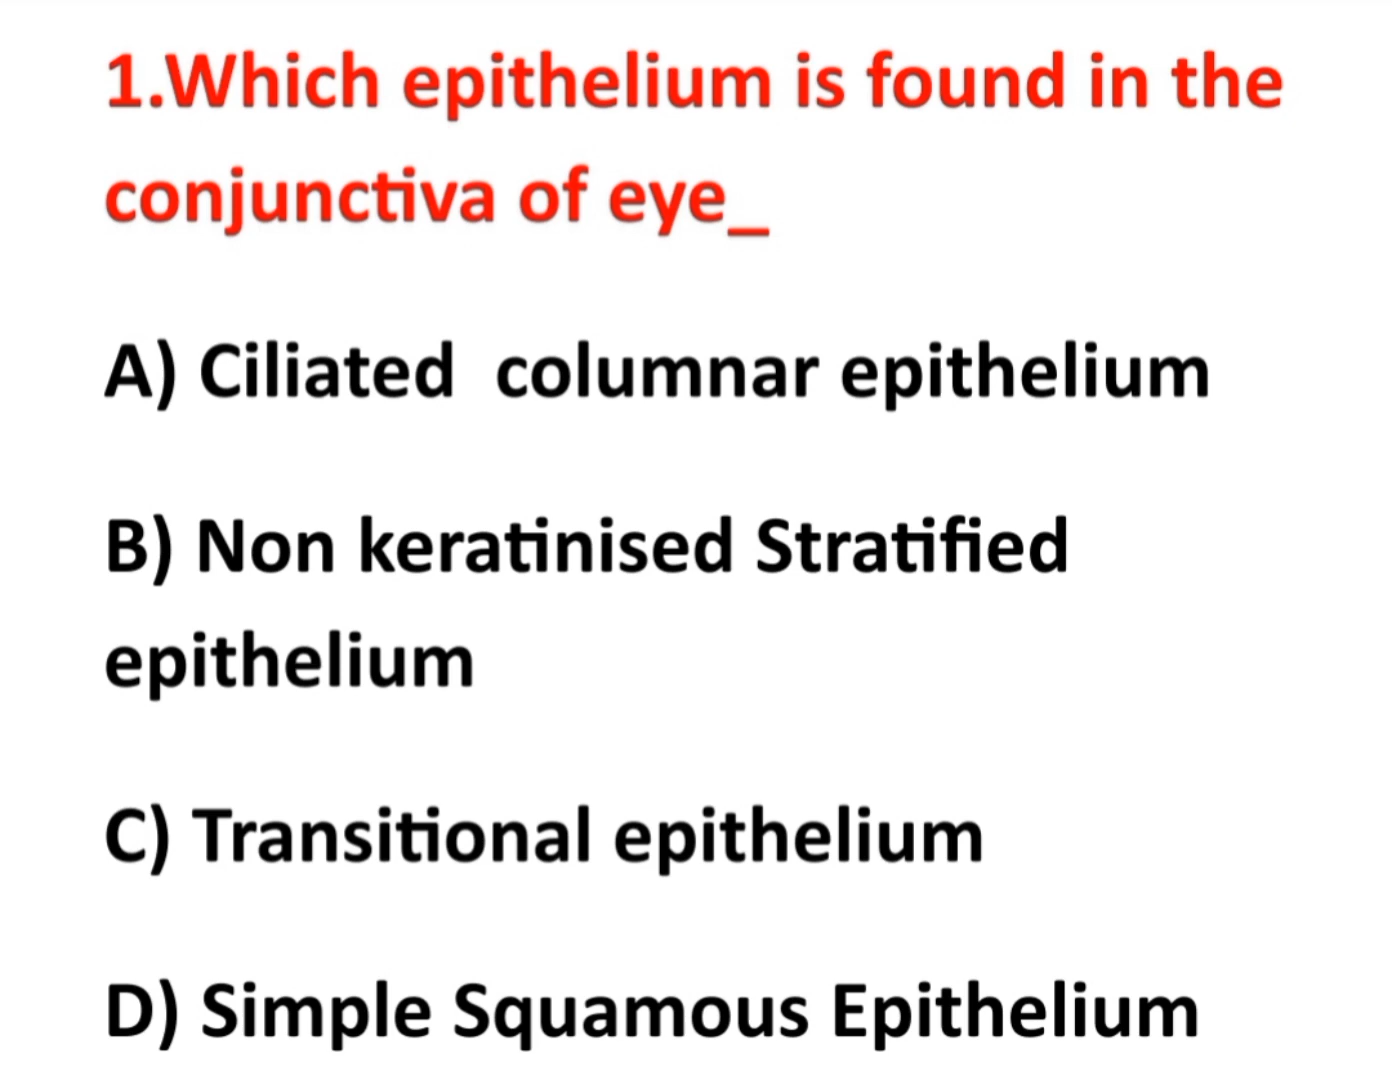 1.Which epithelium is found in the
conjunctiva of eye_
A) Ciliated  columnar epithelium
B) Non keratinised Stratified
epithelium
C) Transitional epithelium
D) Simple Squamous Epithelium